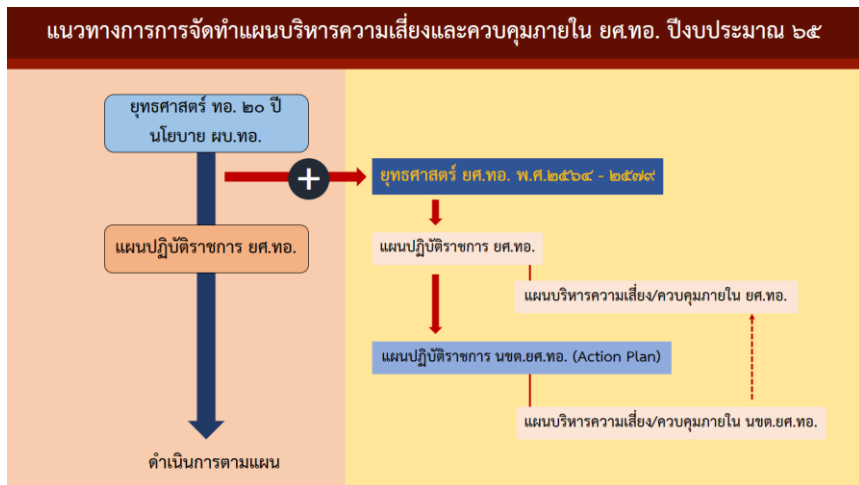 แนวทางการการจัดทำแผนบริหารความเสี่ยงและควบคุมภายใน ยศ.ทอ. ปีงบประมาณ ๖๕
ยุทธศาสตร์ ทอ. ๒๐ ปี
นโยบาย ผบ.ทอ.
ยุทธศาสตร์ ยศ.ทอ. พ.ศ.๒๕๖๔ - ๒๕๗๙
แผนปฏิบัติราชการ ยศ.ทอ.
แผนปฏิบัติราชการ ยศ.ทอ.
แผนบริหารความเสี่ยง/ควบคุมภายใน ยศ.ทอ.
แผนปฏิบัติราชการ นขต.ยศ.ทอ. (Action Plan)
แผนบริหารความเสี่ยง/ควบคุมภายใน นขต.ยศ.ทอ.
ดำเนินการตามแผน